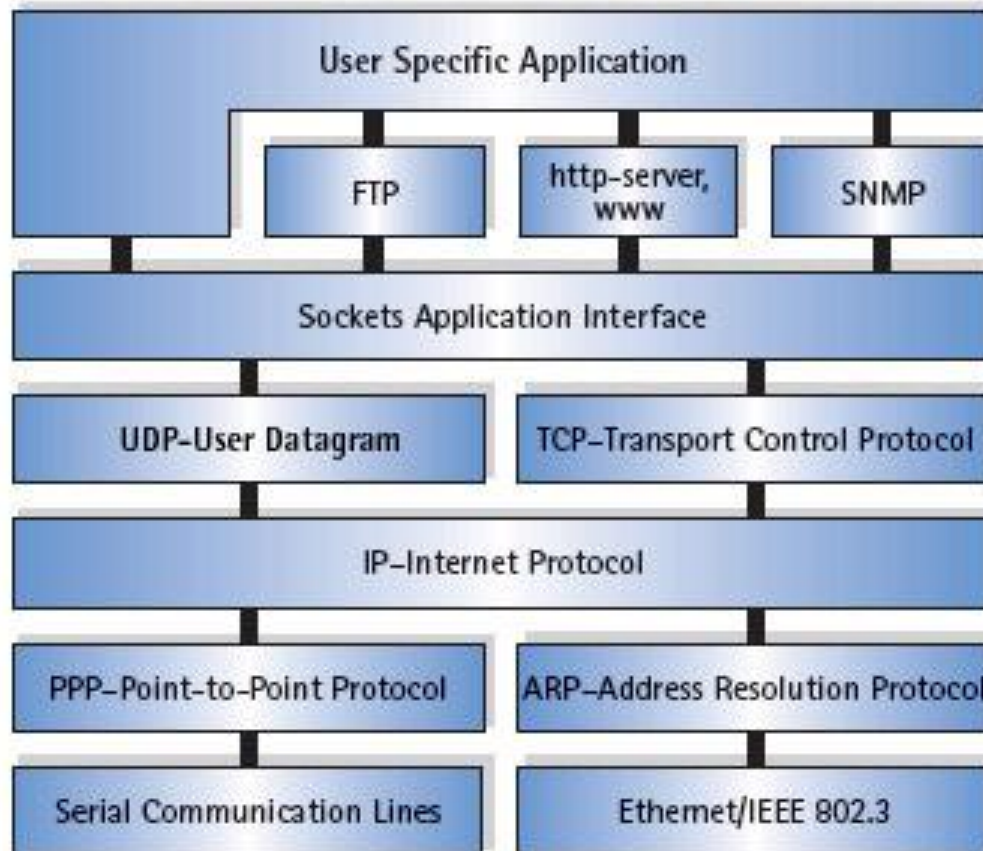 User Specific Application
FTP
http-server,
www
SNMP
Sockets Application Interface
UDP-User Datagram
TCP-Transport Control Protocol
IP-Internet Protocol
PPP-Point-to-Point Protocol
ARP-Address Resolution Protocol
Serial Communication Lines
Ethernet/IEEE 802.3